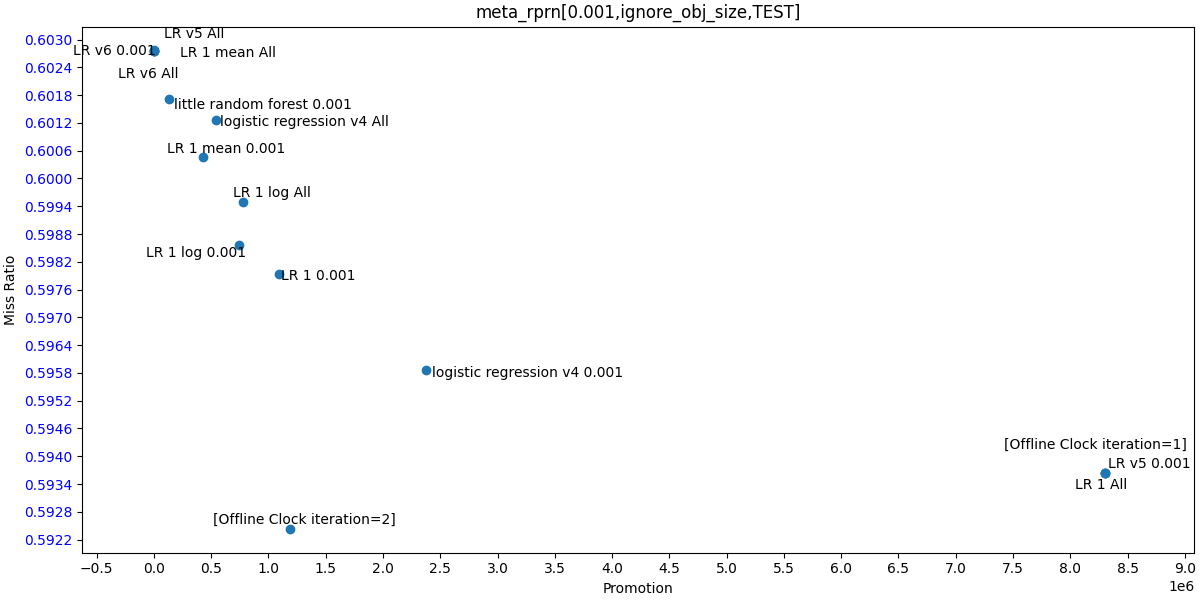 meta_rprn[0.001,ignore_obj_size,TEST]
LR v5 All
LR v6 0.001
LR 1 mean All
LR v6 All
little random forest 0.001
logistic regression v4 All
LR 1 mean 0.001
LR 1 log All
LR 1 log 0.001
LR 1 0.001
logistic regression v4 0.001
[Offline Clock iteration=1]
LR v5 0.001
LR 1 All
[Offline Clock iteration=2]
Miss Ratio
0.6030
0.6024
0.6018
0.6012
0.6006
0.6000
0.5994
0.5988
0.5982
0.5976
0.5970
0.5964
0.5958
0.5952
0.5946
0.5940
0.5934
0.5928
0.5922
−0.5 0.0 0.5 1.0 1.5 2.0 2.5 3.0 3.5 4.0 4.5 5.0 5.5 6.0 6.5 7.0 7.5 8.0 8.5 9.0
1e6
Promotion